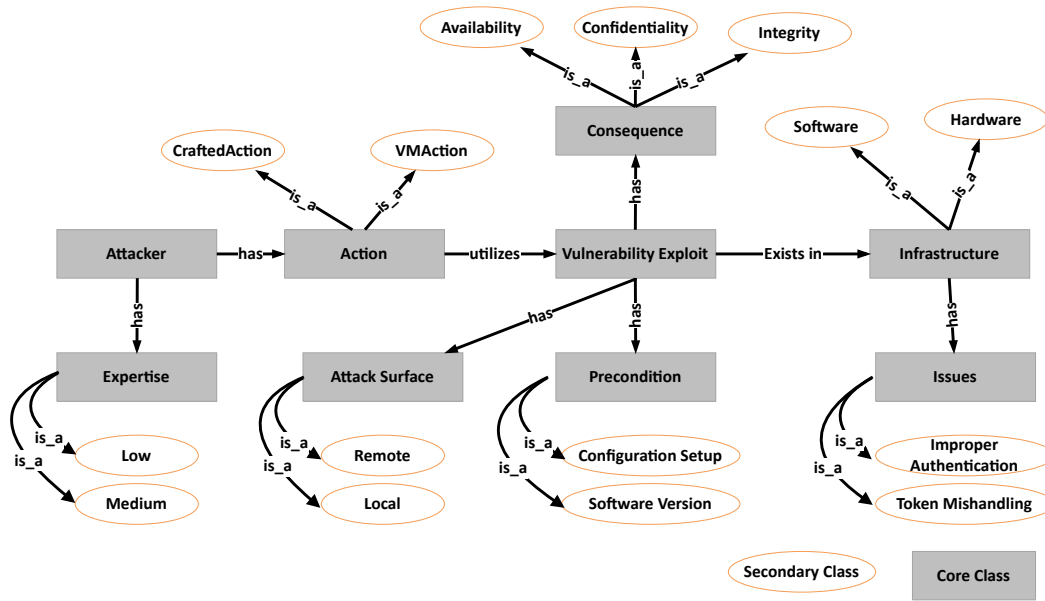 Availability
Confidentiality
Integrity
is_a
is_a
is_a
Consequence
Software
Hardware
CraftedAction
VMAction
is_a
is_a
is_a
is_a
has
Attacker
has
Action
utilizes
Vulnerability Exploit
Exists in
Infrastructure
has
has
has
has
Expertise
Attack Surface
Precondition
Issues
is_a
is_a
is_a
is_a
is_a
is_a
is_a
is_a
Low
Remote
Configuration Setup
Improper
Authentication
Medium
Local
Software Version
Token Mishandling
Secondary Class
Core Class